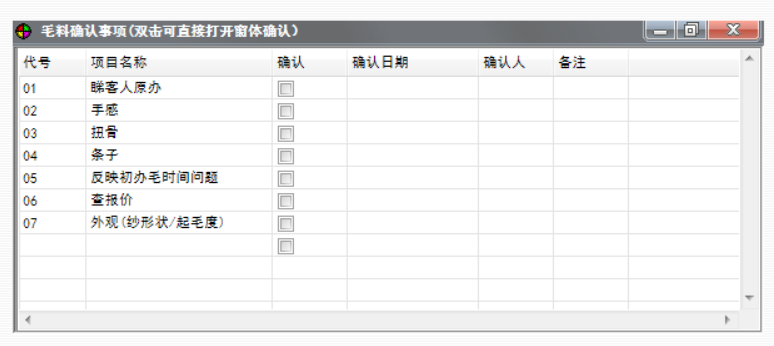 毛料确认事项(双击可直接打开窗体确认)
代号 项目名称 确认 确认日期 确认人 备注
01 睇客人原办
02 手感
03 扭骨
04 条子
05 反映初办毛时间问题
06 查报价
07 外观(纱形状/起毛度)